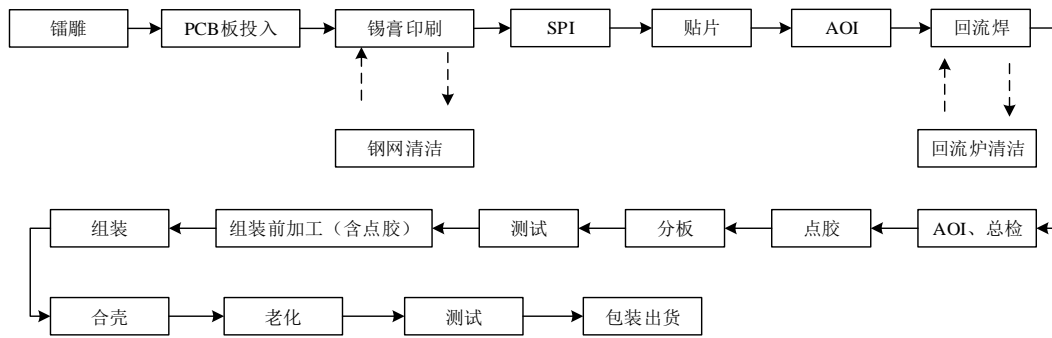 镭雕
PCB板投入
锡膏印刷
SPI
贴片
AOI
回流焊
钢网清洁
回流炉清洁
组装
组装前加工（含点胶）
测试
分板
点胶
AOI、总检
合壳
老化
测试
包装出货